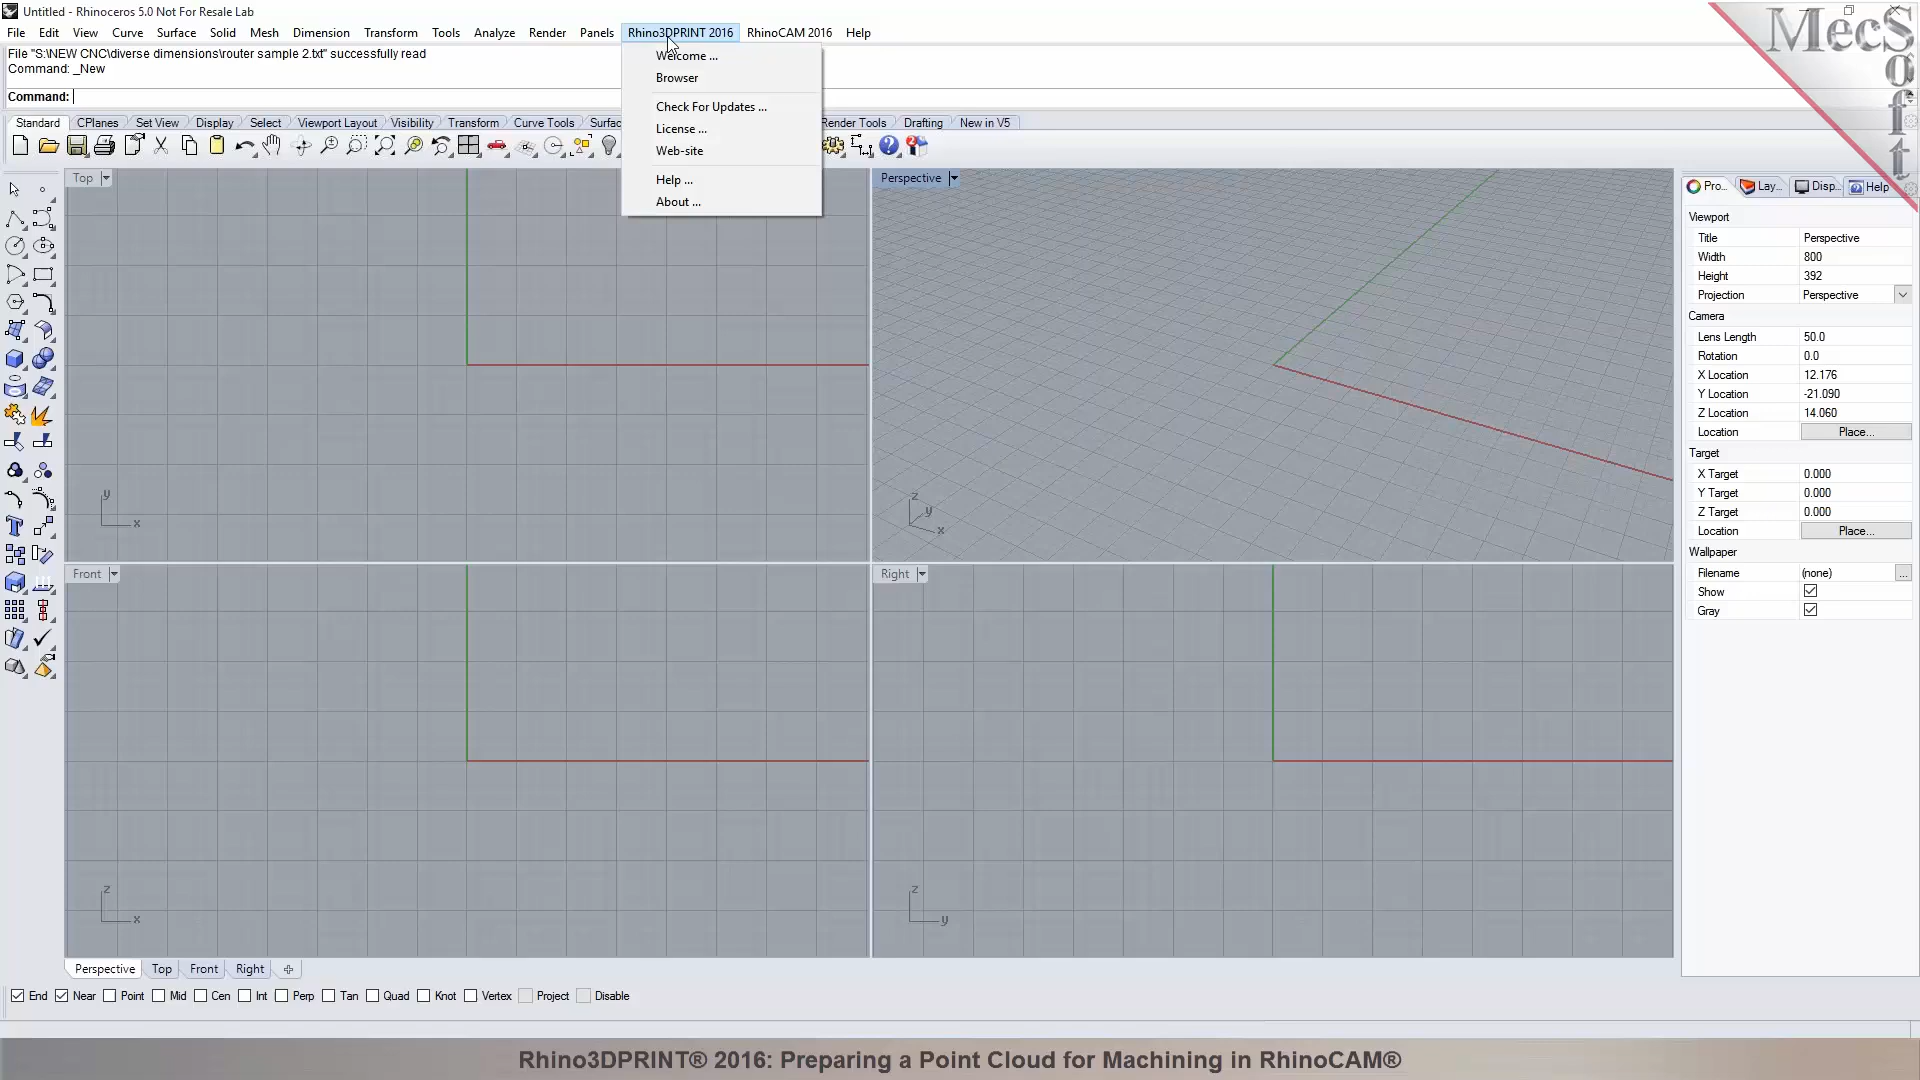 Untitled - Rhinoceros 5.0 Not For Resale Lab
File Edit View Curve Surface Solid Mesh Dimension Transform Tools Analyze Render Panels Rhino3DPRINT 2016 RhinoCAM 2016 Help
File "S:\NEW CNC\diverse dimensions\router sample 2.txt" successfully read
Command: _New
Command:
Welcome ...
Browser
Check For Updates ...
License ...
Web-site
Help ...
About ...
Standard CPlanes Set View Display Select Viewport Layout Visibility Transform Curve Tools Surfac Render Tools Drafting New in V5
MecSoft
Top
Perspective
Front
Right
y
x
z
y
x
z
x
z
y
Pro... Lay... Disp... Help
Viewport
Title Perspective
Width 800
Height 392
Projection Perspective
Camera
Lens Length 50.0
Rotation 0.0
X Location 12.176
Y Location -21.090
Z Location 14.060
Location Place...
Target
X Target 0.000
Y Target 0.000
Z Target 0.000
Location Place...
Wallpaper
Filename (none) ...
Show
Gray
Perspective Top Front Right
End Near Point Mid Cen Int Perp Tan Quad Knot Vertex Project Disable
Rhino3DPRINT® 2016: Preparing a Point Cloud for Machining in RhinoCAM®